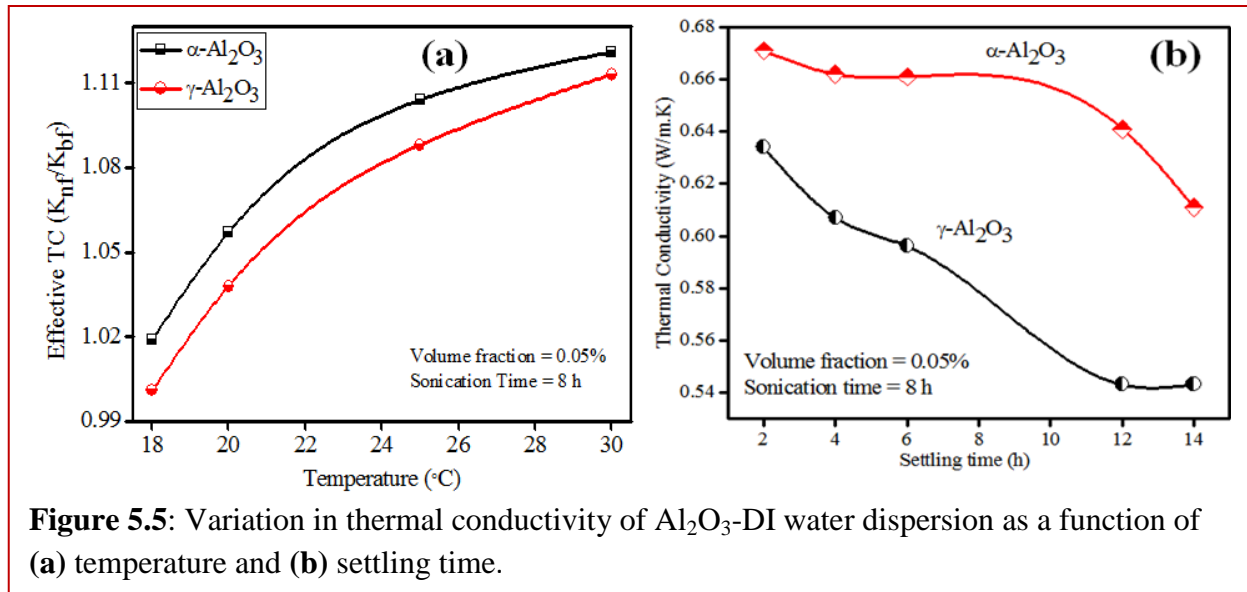 (a)
α-Al₂O₃
γ-Al₂O₃
Effective TC (K_nf/K_bf)
1.11
1.08
1.05
1.02
0.99
Volume fraction = 0.05%
Sonication Time = 8 h
18 20 22 24 26 28 30
Temperature (°C)
(b)
α-Al₂O₃
γ-Al₂O₃
Thermal Conductivity (W/m.K)
0.68
0.66
0.64
0.62
0.60
0.58
0.56
0.54
Volume fraction = 0.05%
Sonication time = 8 h
2 4 6 8 10 12 14
Settling time (h)
Figure 5.5: Variation in thermal conductivity of Al₂O₃-DI water dispersion as a function of
(a) temperature and (b) settling time.